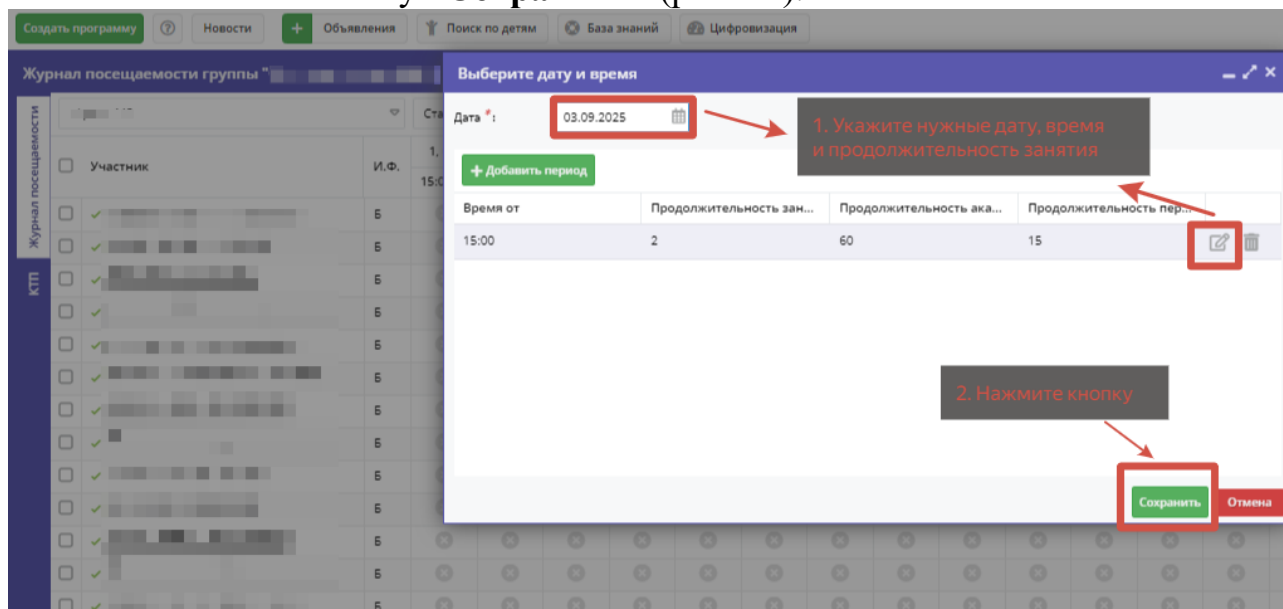 Создать программу ? Новости + Объявления Поиск по детям База знаний Цифровизация
Журнал посещаемости группы "
Выберите дату и время
Журнал посещаемости
КТП
Дата *: 03.09.2025
1. Укажите нужные дату, время
и продолжительность занятия
Участник И.Ф.
+ Добавить период
Время от Продолжительность зан... Продолжительность ака... Продолжительность пер...
15:00 2 60 15
Б
Б
Б
Б
Б
Б
Б
Б
Б
Б
Б
Б
Б
2. Нажмите кнопку
Сохранить Отмена